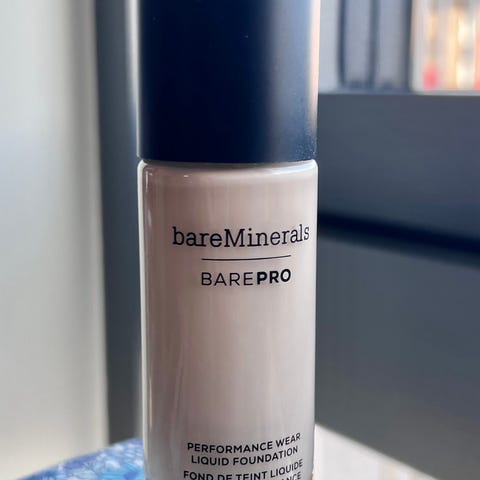 bareMinerals
BAREPRO
PERFORMANCE WEAR
LIQUID FOUNDATION
FOND DE TEINT LIQUIDE